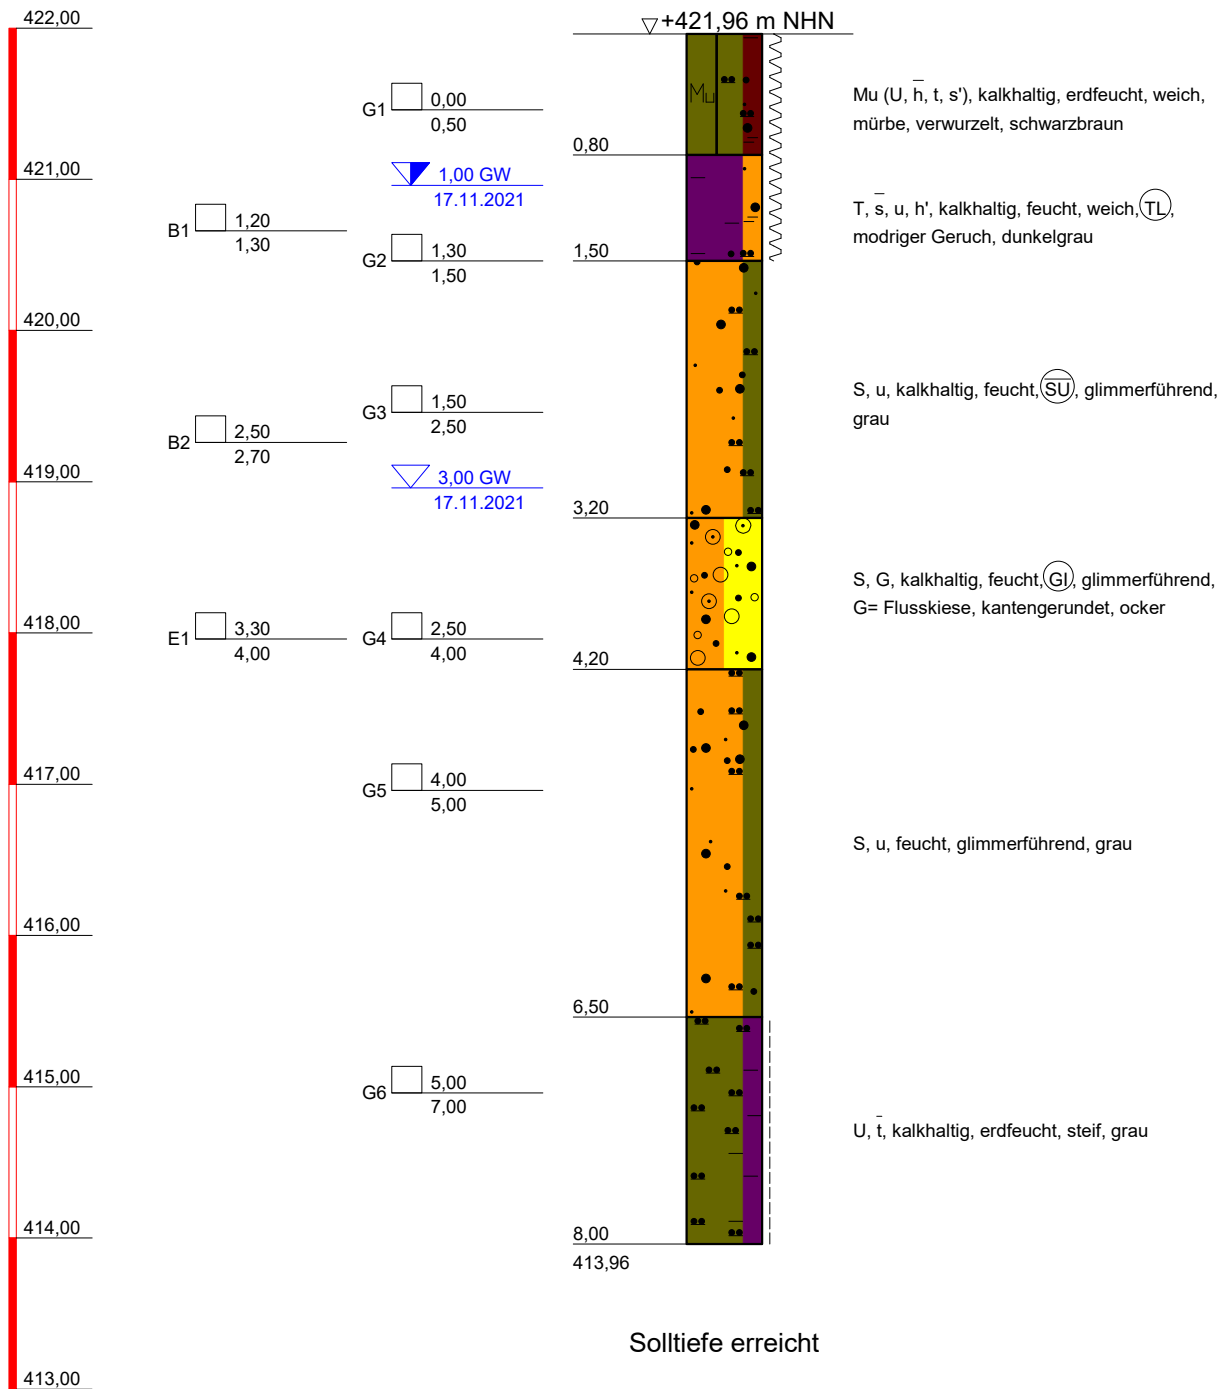 422,00
421,00
420,00
419,00
418,00
417,00
416,00
415,00
414,00
413,00
B1 1,20
1,30
B2 2,50
2,70
E1 3,30
4,00
G1 0,00
0,50
1,00 GW
17.11.2021
G2 1,30
1,50
G3 1,50
2,50
3,00 GW
17.11.2021
G4 2,50
4,00
G5 4,00
5,00
G6 5,00
7,00
+421,96 m NHN
Mu
0,80
1,50
3,20
4,20
6,50
8,00
413,96
Mu (U, h̅, t, s'), kalkhaltig, erdfeucht, weich,
mürbe, verwurzelt, schwarzbraun
T, s̅, u, h', kalkhaltig, feucht, weich, TL,
modriger Geruch, dunkelgrau
S, u, kalkhaltig, feucht, S̅U̅, glimmerführend,
grau
S, G, kalkhaltig, feucht, GI, glimmerführend,
G= Flusskiese, kantengerundet, ocker
S, u, feucht, glimmerführend, grau
U, t̅, kalkhaltig, erdfeucht, steif, grau
Solltiefe erreicht